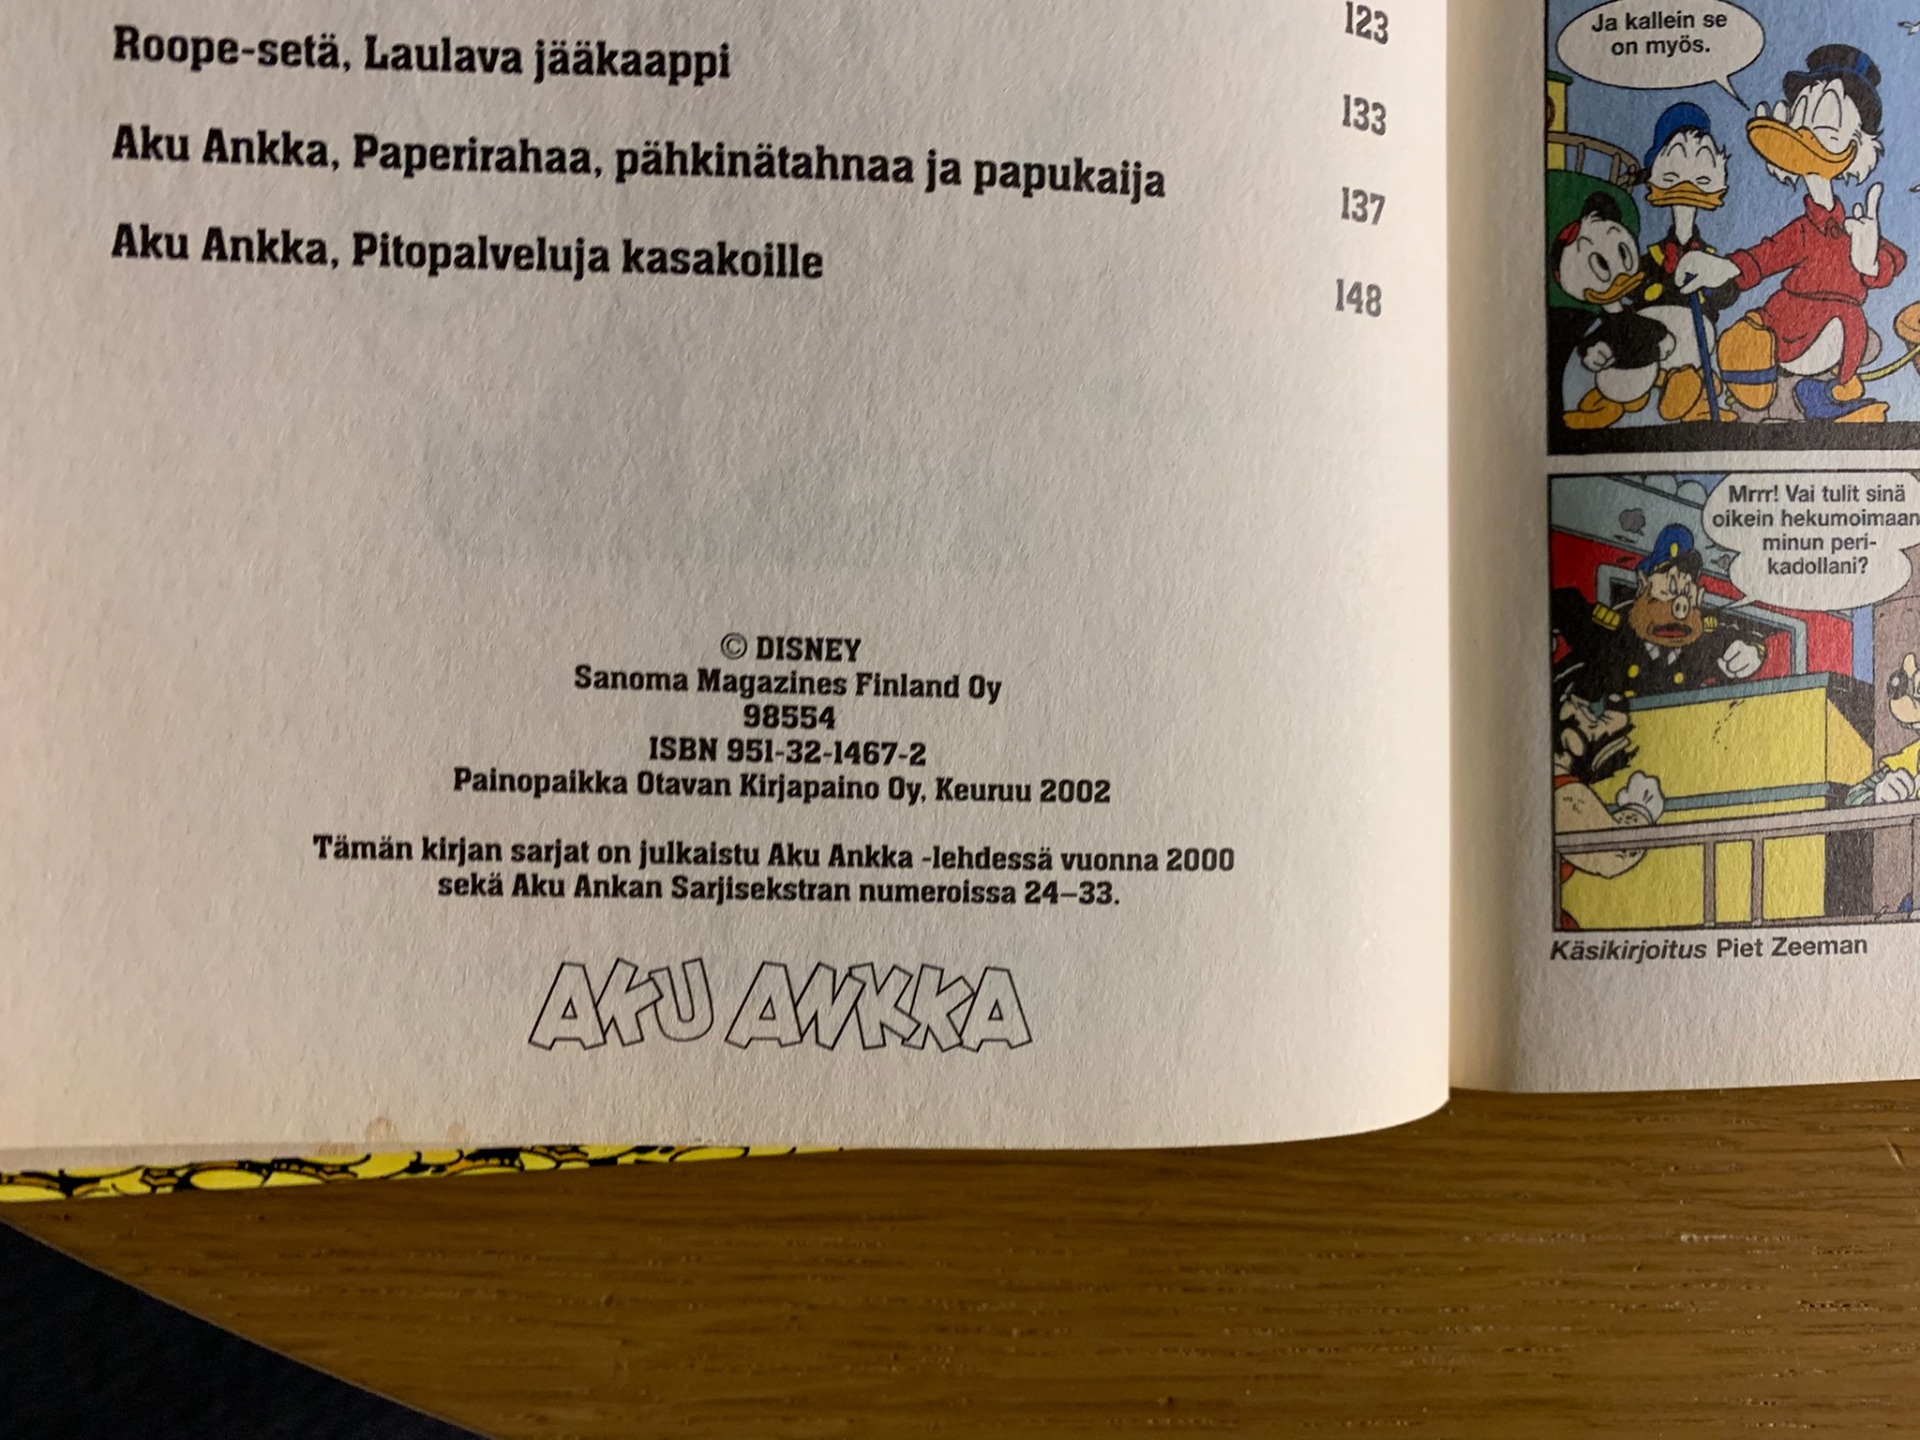 123
Roope-setä, Laulava jääkaappi
133
Aku Ankka, Paperirahaa, pähkinätahnaa ja papukaija
137
Aku Ankka, Pitopalveluja kasakoille
148
© DISNEY
Sanoma Magazines Finland Oy
98554
ISBN 951-32-1467-2
Painopaikka Otavan Kirjapaino Oy, Keuruu 2002
Tämän kirjan sarjat on julkaistu Aku Ankka -lehdessä vuonna 2000
sekä Aku Ankan Sarjisekstran numeroissa 24–33.
AKU ANKKA
Ja kallein se
on myös.
Mrrr! Vai tulit sinä
oikein hekumoimaan
minun peri-
kadollani?
Käsikirjoitus Piet Zeeman